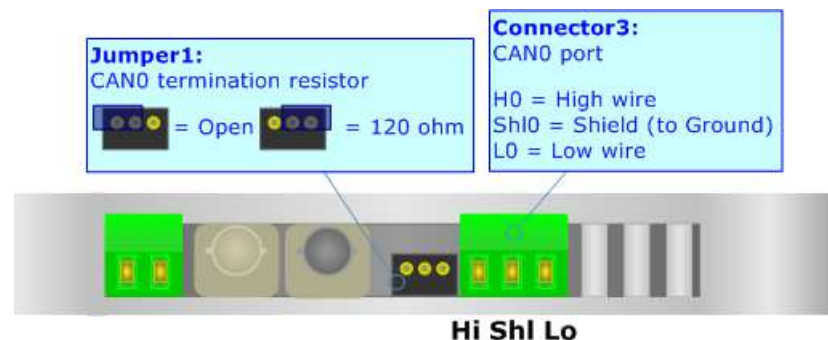 Jumper1:
CAN0 termination resistor
= Open = 120 ohm
Connector3:
CAN0 port
H0 = High wire
Shl0 = Shield (to Ground)
L0 = Low wire
Hi Shl Lo